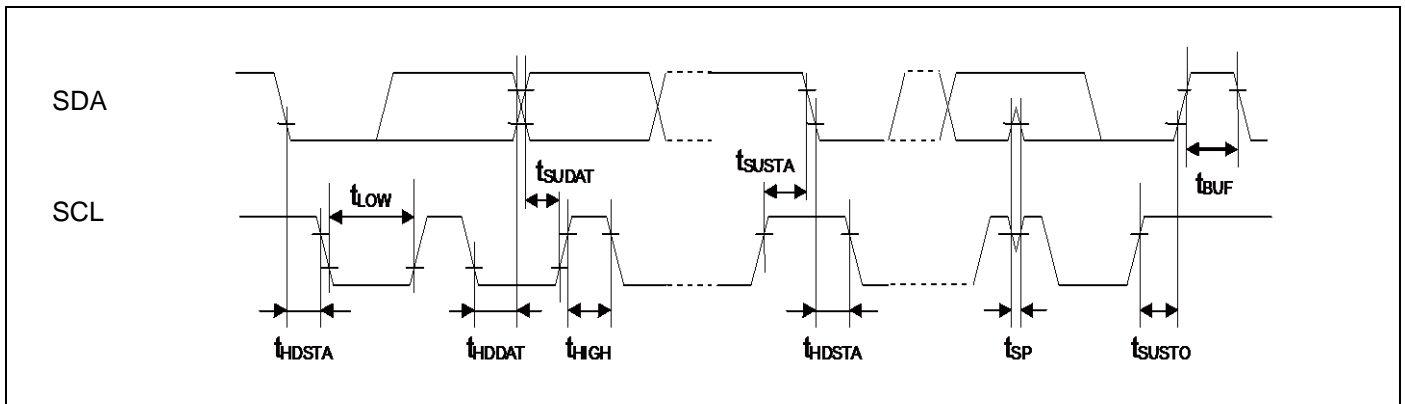 SDA
tSUDAT
tSUSTA
tBUF
tLOW
SCL
tHDSTA
tHDDAT
tHIGH
tHDSTA
tSP
tSUSTO